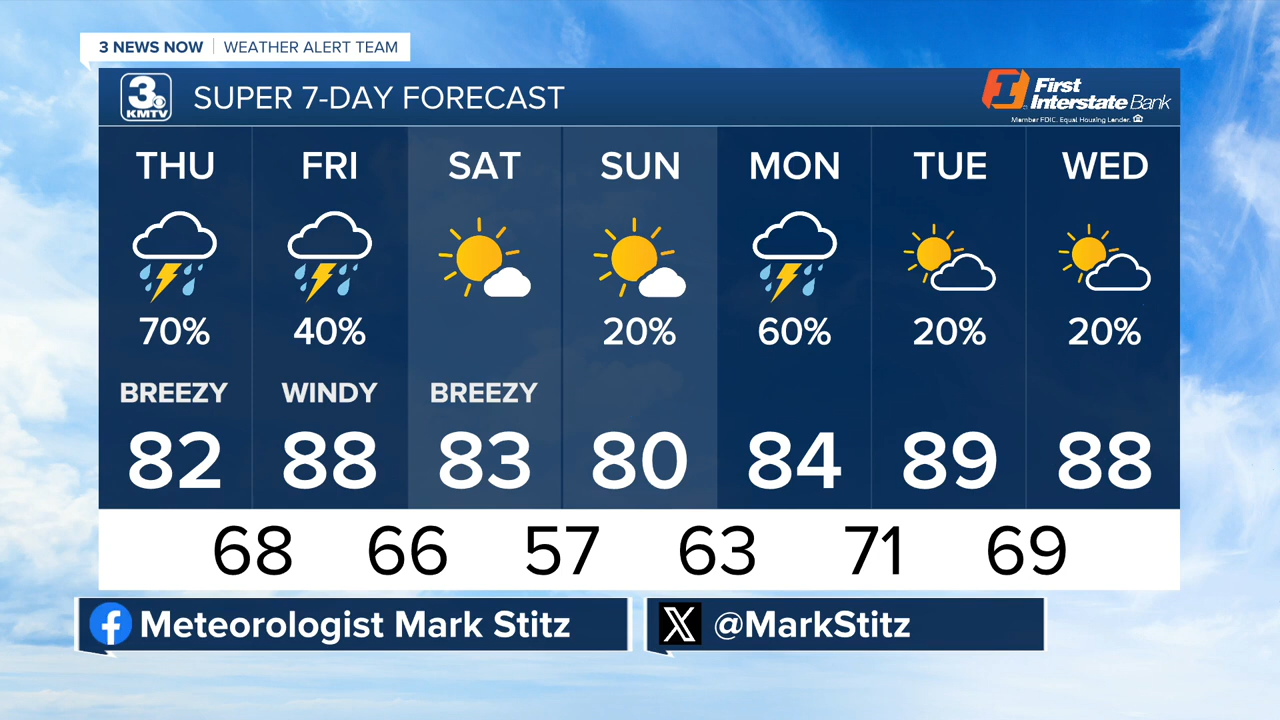 3 NEWS NOW | WEATHER ALERT TEAM
3 KMTV
SUPER 7-DAY FORECAST
First
Interstate Bank
Member FDIC. Equal Housing Lender.
THU FRI SAT SUN MON TUE WED
70% 40% 20% 60% 20% 20%
BREEZY WINDY BREEZY
82 88 83 80 84 89 88
68 66 57 63 71 69
Meteorologist Mark Stitz
@MarkStitz